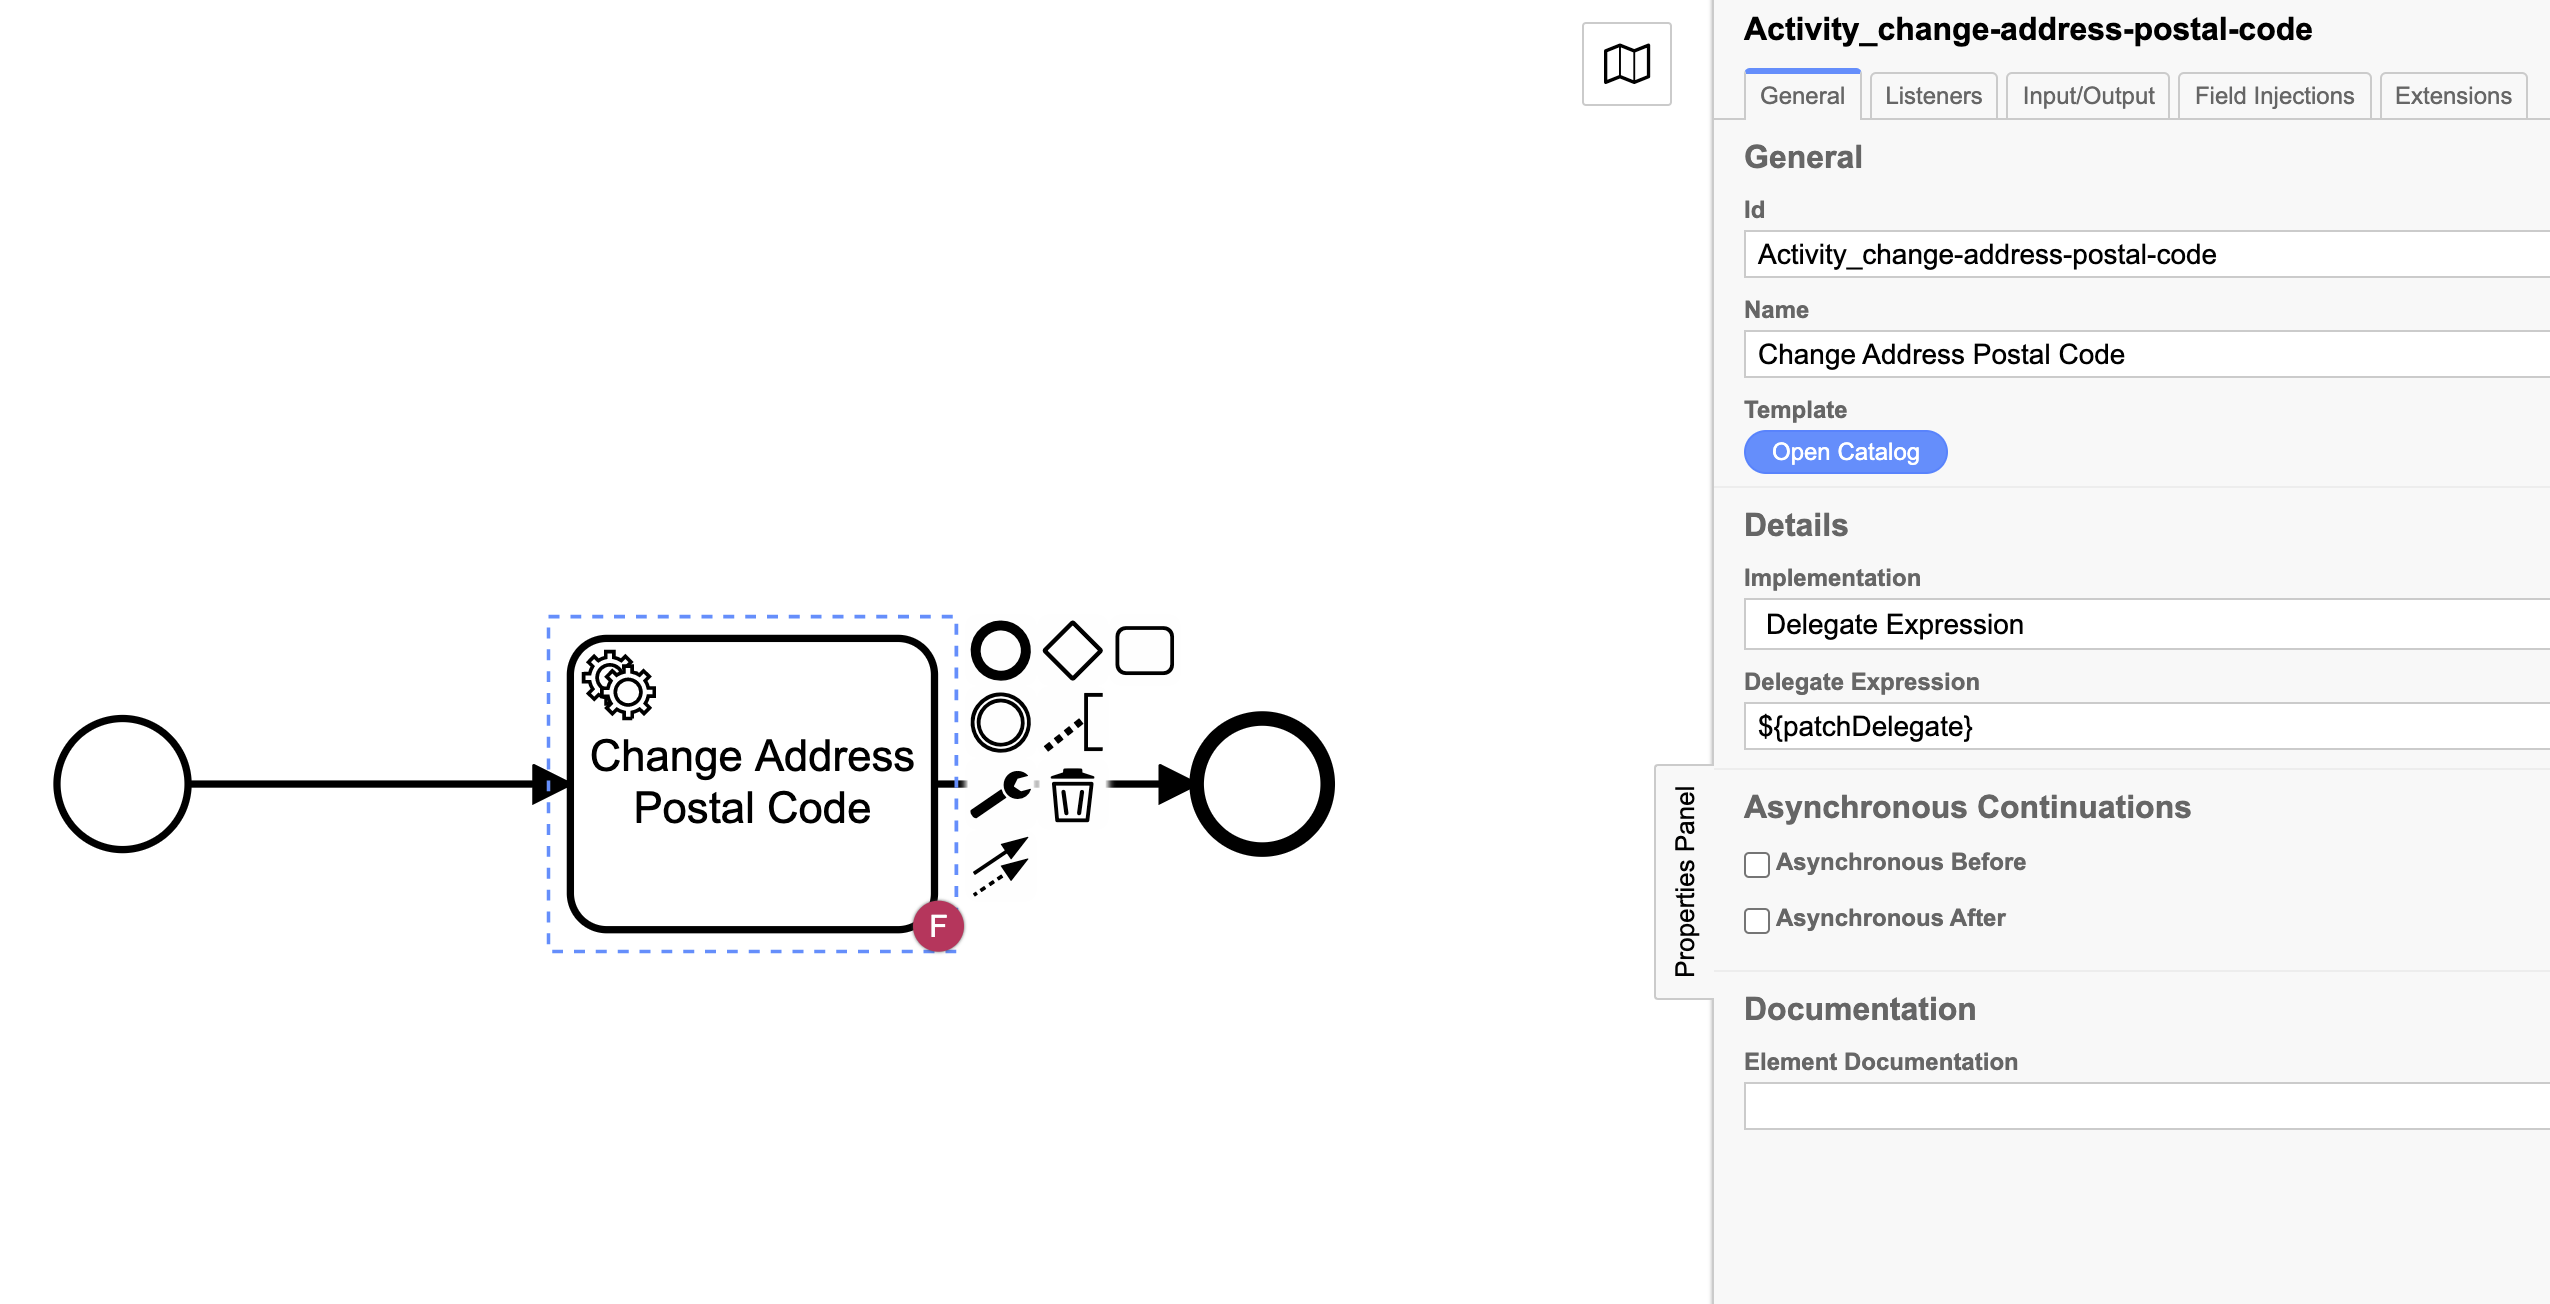 Change Address
Postal Code
F
Properties Panel
Activity_change-address-postal-code
General
Listeners
Input/Output
Field Injections
Extensions
General
Id
Activity_change-address-postal-code
Name
Change Address Postal Code
Template
Open Catalog
Details
Implementation
Delegate Expression
Delegate Expression
${patchDelegate}
Asynchronous Continuations
Asynchronous Before
Asynchronous After
Documentation
Element Documentation